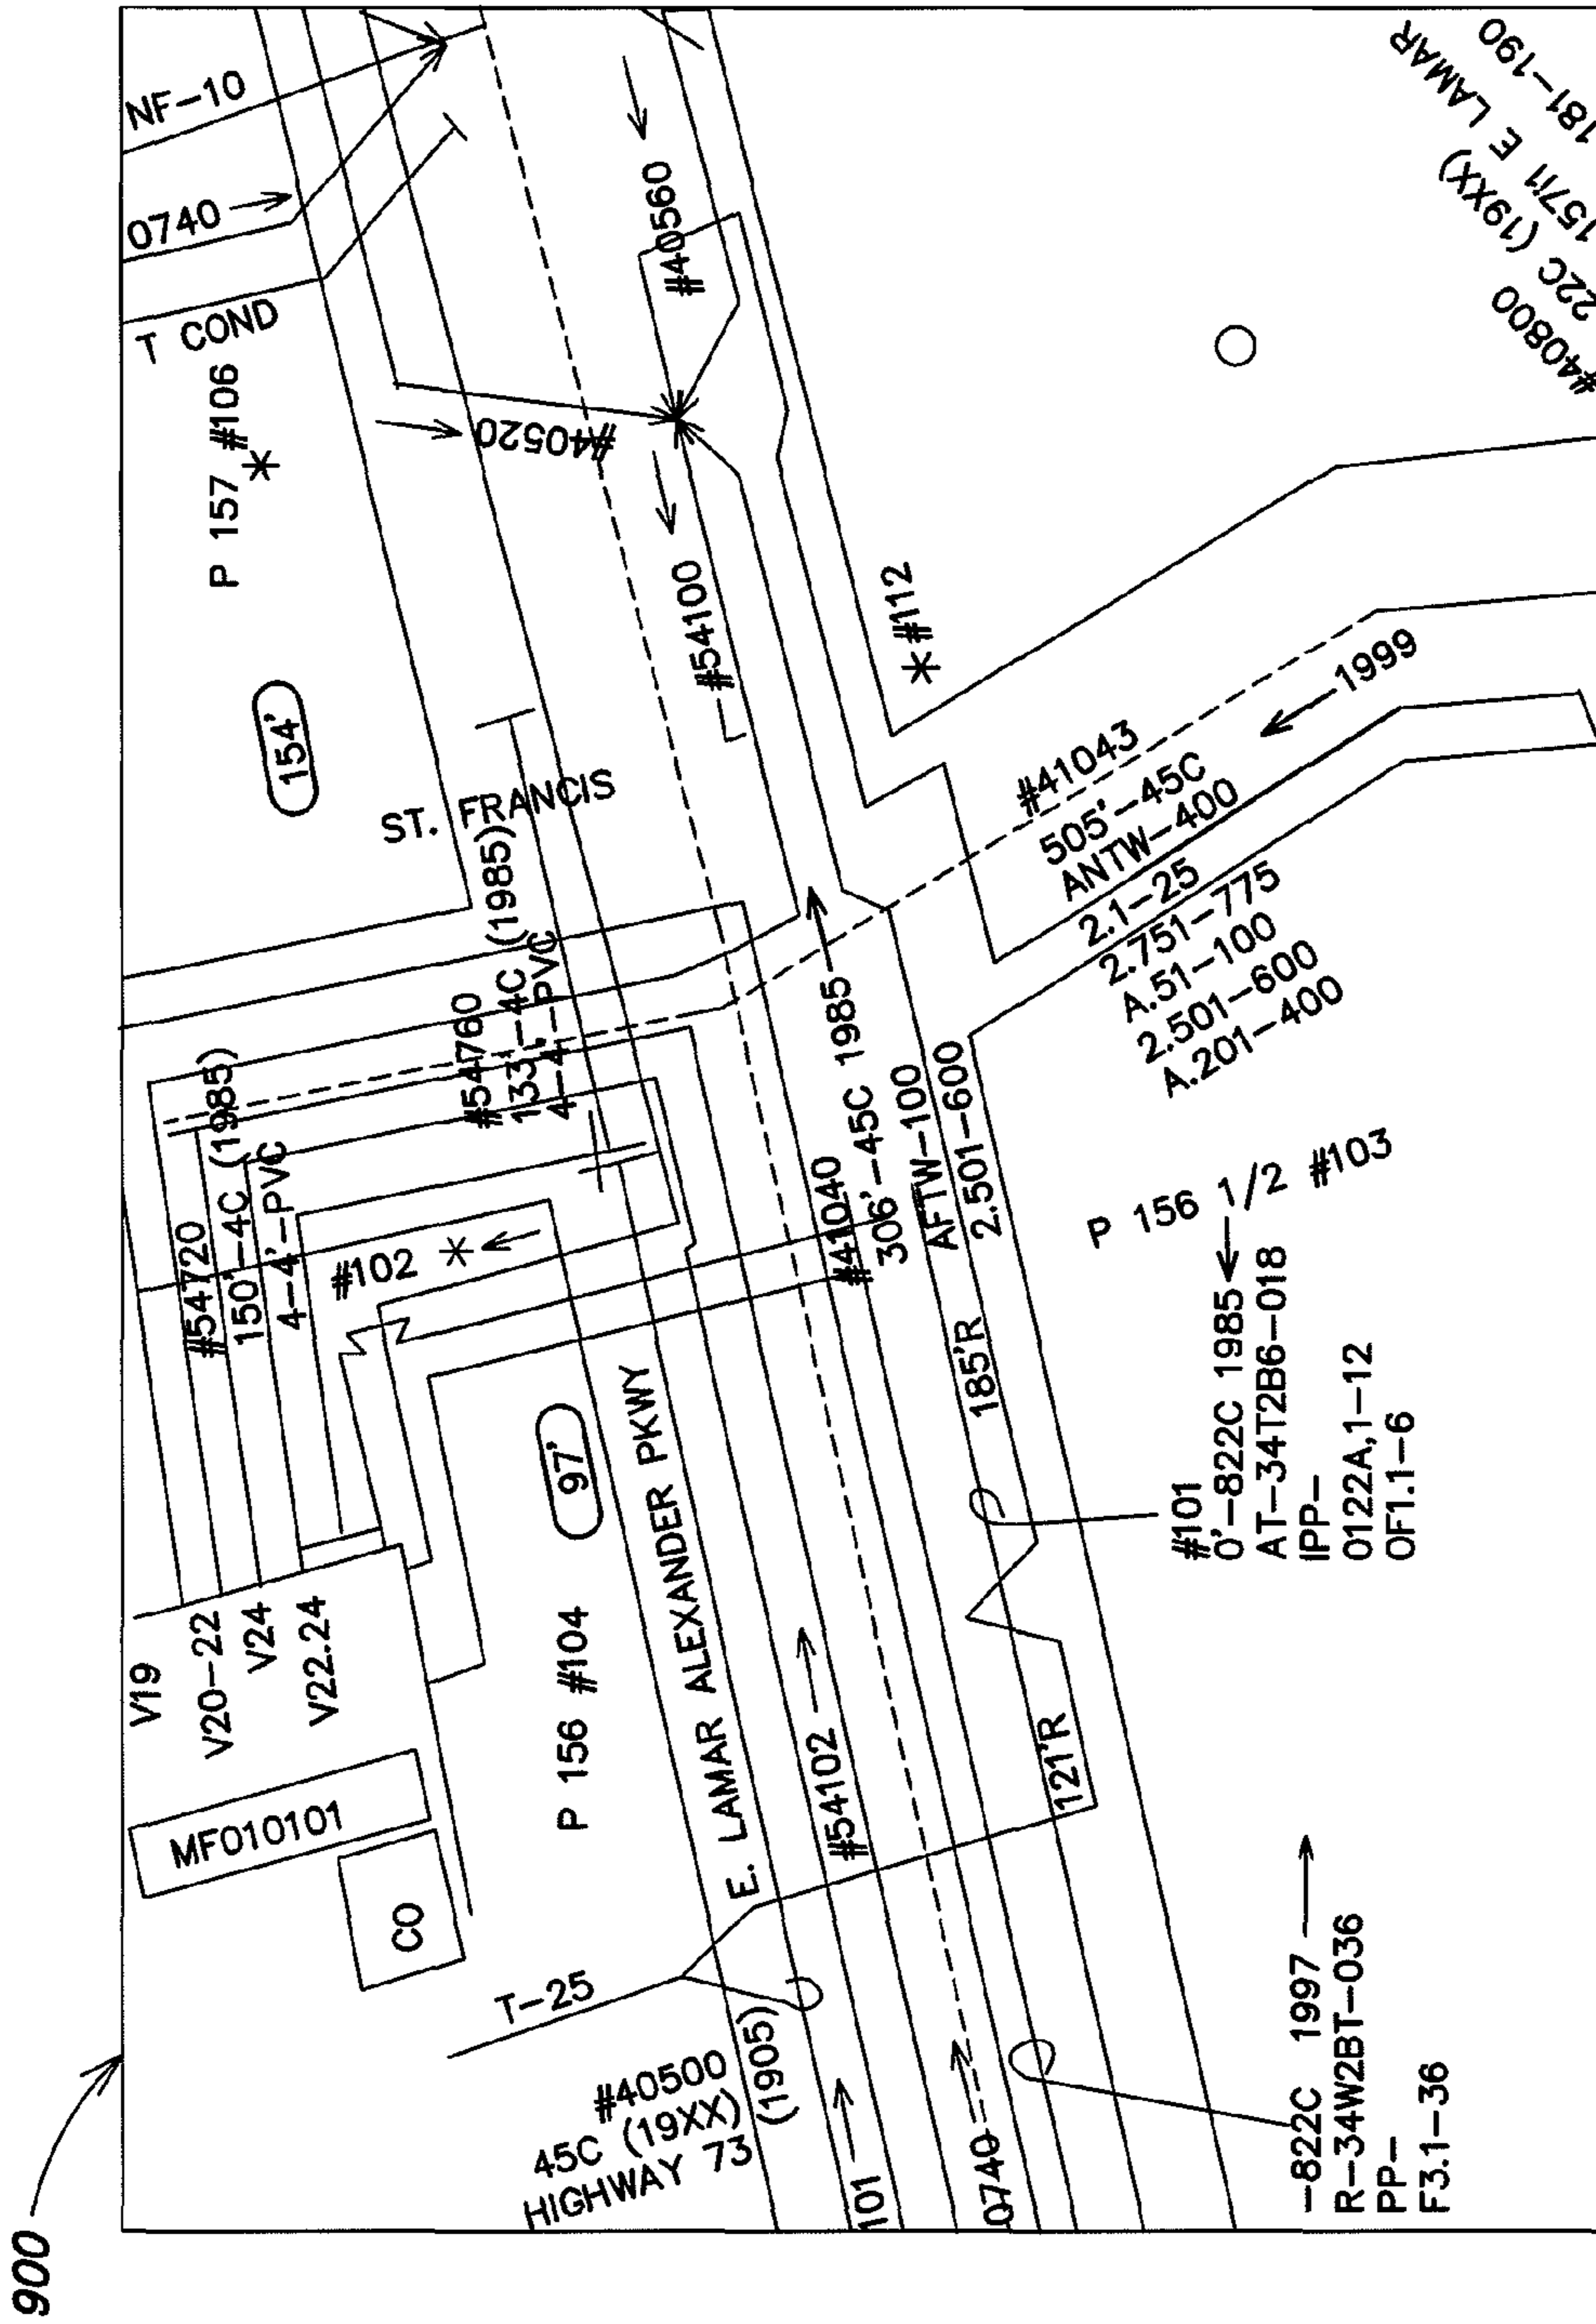 900
NF-10
0740
T COND
P 157 #106
154'
ST. FRANCIS
#40520
#40560
#54100
*#112
#40800
22C (19XX)
157/1 E LAMAR
181-190
1999
#41043
505'-45C
ANTW-400
2.1-25
2.751-775
A.51-100
2.501-600
A.201-400
#54760
133'-4C (1985)
4-4'-PVC
#54720
150'-4C (1985)
4-4'-PVC
#102
#41040
306'-45C 1985
AFTW-100
2.501-600
P 156 1/2 #103
V19
V20-22
V24
V22.24
MF010101
CO
97'
P 156 #104
E. LAMAR ALEXANDER PKWY
#54102
185'R
121'R
#101
0'-822C 1985
AT-34T2B6-018
IPP-
0122A,1-12
OF1.1-6
T-25
#40500
45C (19XX)
HIGHWAY 73
(1905)
101
0740
-822C 1997
R-34W2BT-036
PP-
F3.1-36